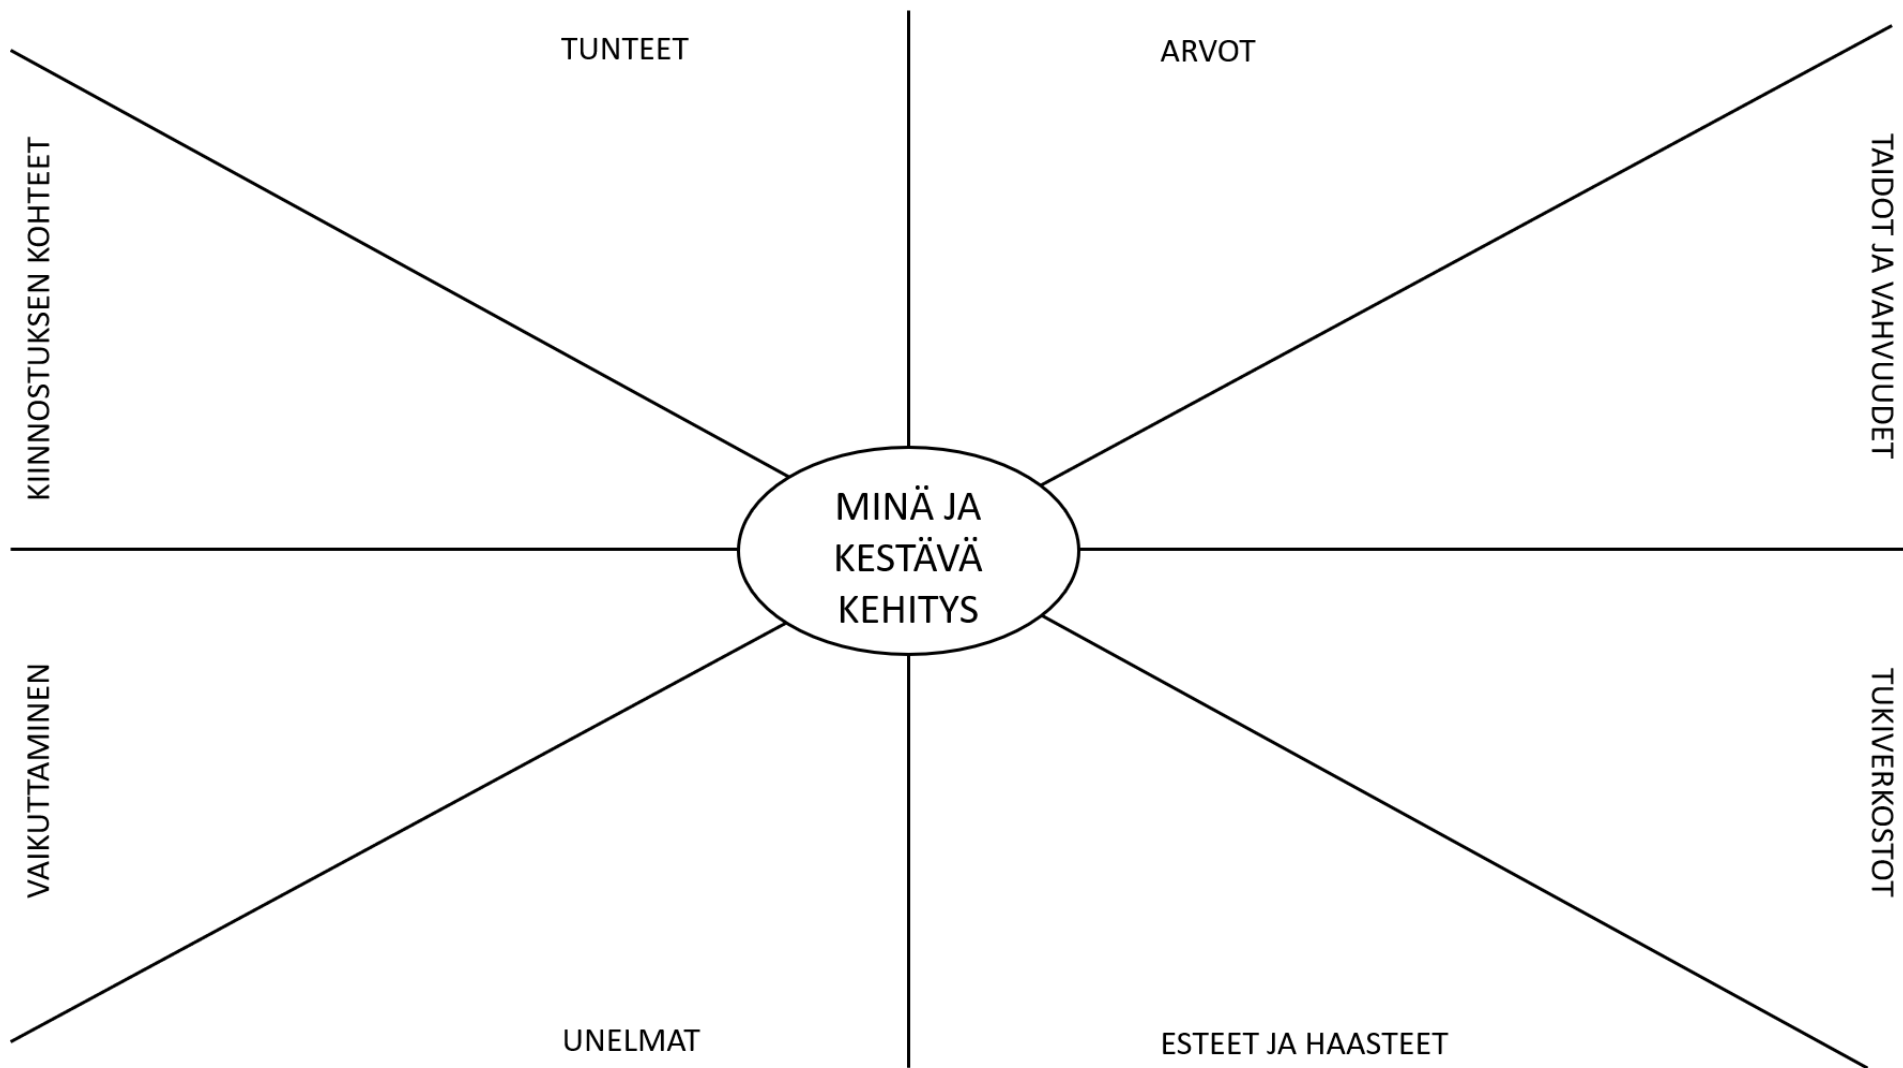 TUNTEET
ARVOT
KIINNOSTUKSEN KOHTEET
TAIDOT JA VAHVUUDET
MINÄ JA
KESTÄVÄ
KEHITYS
VAIKUTTAMINEN
TUKIVERKOSTOT
UNELMAT
ESTEET JA HAASTEET